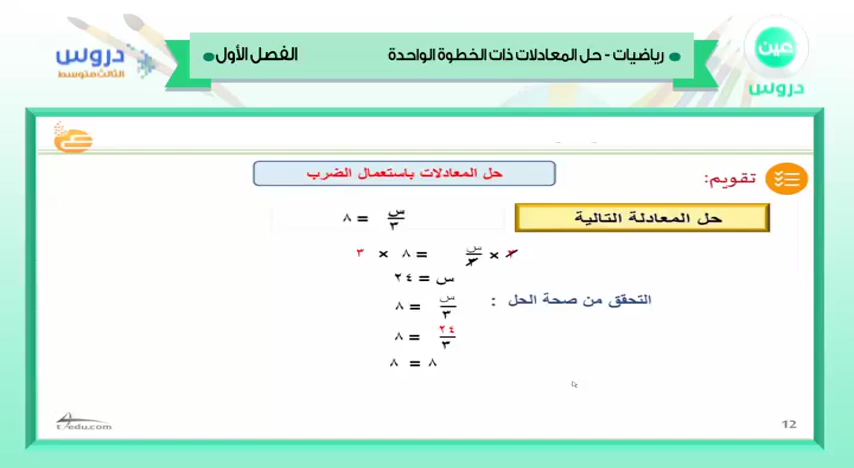 دروس
الثالث متوسط
رياضيات - حل المعادلات ذات الخطوة الواحدة
الفصل الأول
عين
دروس
تقويم:
حل المعادلات باستعمال الضرب
حل المعادلة التالية
س/٣ = ٨
٣ × س/٣ = ٨ × ٣
س = ٢٤
التحقق من صحة الحل :
س/٣ = ٨
٢٤/٣ = ٨
٨ = ٨
t4edu.com
12